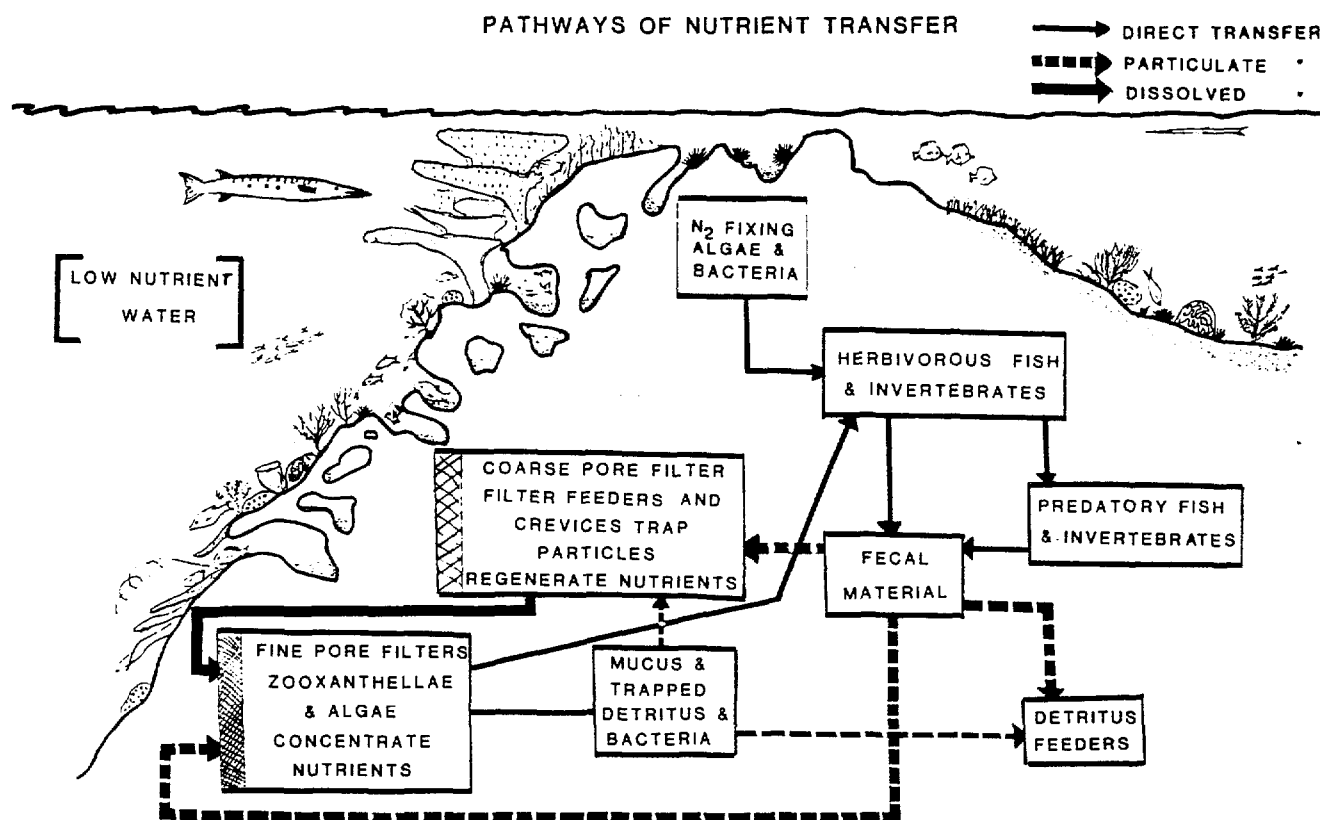 PATHWAYS OF NUTRIENT TRANSFER
DIRECT TRANSFER
PARTICULATE "
DISSOLVED "
LOW NUTRIENT
WATER
N₂ FIXING
ALGAE &
BACTERIA
HERBIVOROUS FISH
& INVERTEBRATES
COARSE PORE FILTER
FILTER FEEDERS AND
CREVICES TRAP
PARTICLES
REGENERATE NUTRIENTS
PREDATORY FISH
& INVERTEBRATES
FECAL
MATERIAL
FINE PORE FILTERS
ZOOXANTHELLAE
& ALGAE
CONCENTRATE
NUTRIENTS
MUCUS &
TRAPPED
DETRITUS &
BACTERIA
DETRITUS
FEEDERS